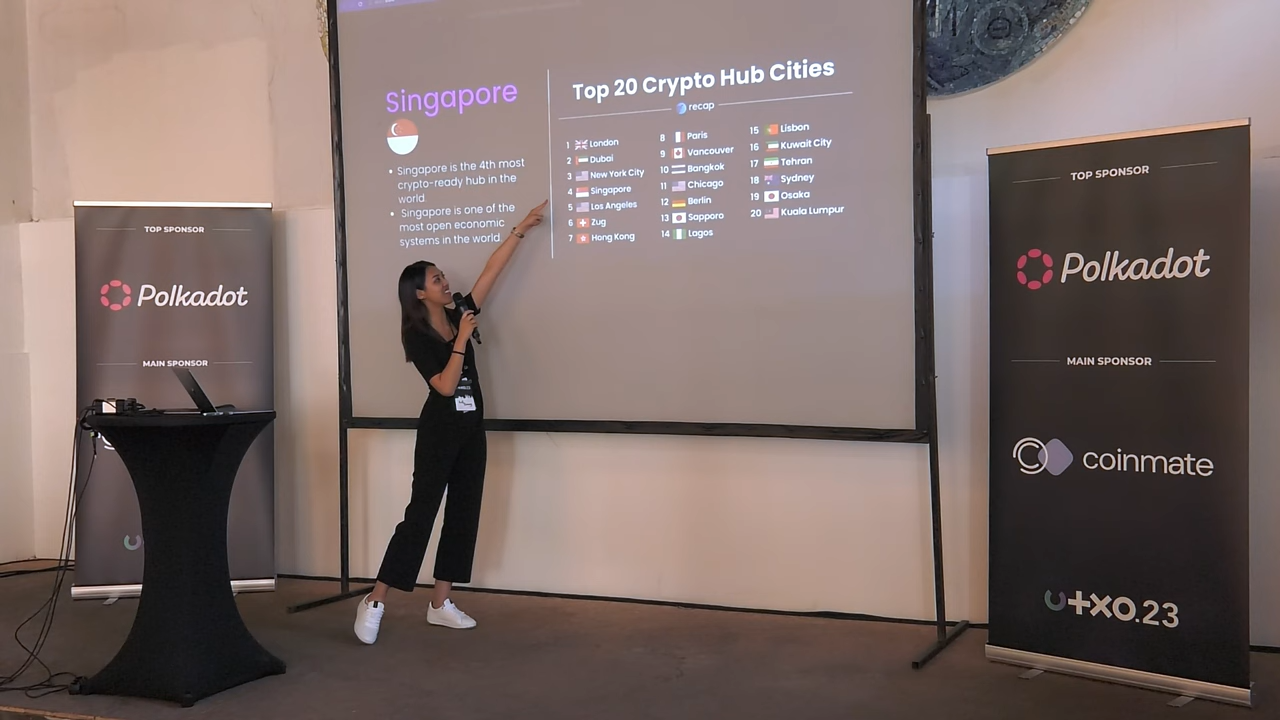 Singapore
• Singapore is the 4th most
crypto-ready hub in the
world.
• Singapore is one of the
most open economic
systems in the world.
Top 20 Crypto Hub Cities
recap
1 London
2 Dubai
3 New York City
4 Singapore
5 Los Angeles
6 Zug
7 Hong Kong
8 Paris
9 Vancouver
10 Bangkok
11 Chicago
12 Berlin
13 Sapporo
14 Lagos
15 Lisbon
16 Kuwait City
17 Tehran
18 Sydney
19 Osaka
20 Kuala Lumpur
TOP SPONSOR
Polkadot
MAIN SPONSOR
TOP SPONSOR
Polkadot
MAIN SPONSOR
coinmate
utxo.23